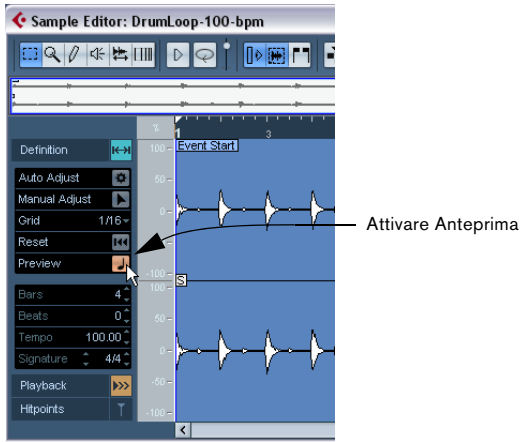 Sample Editor: DrumLoop-100-bpm
% 1 3
Definition
Auto Adjust
Manual Adjust
Grid 1/16
Reset
Preview
Bars 4
Beats 0
Tempo 100.00
Signature 4/4
Playback
Hitpoints
Event Start
100
50
0
-100
100
S
50
0
-50
-100
Attivare Anteprima